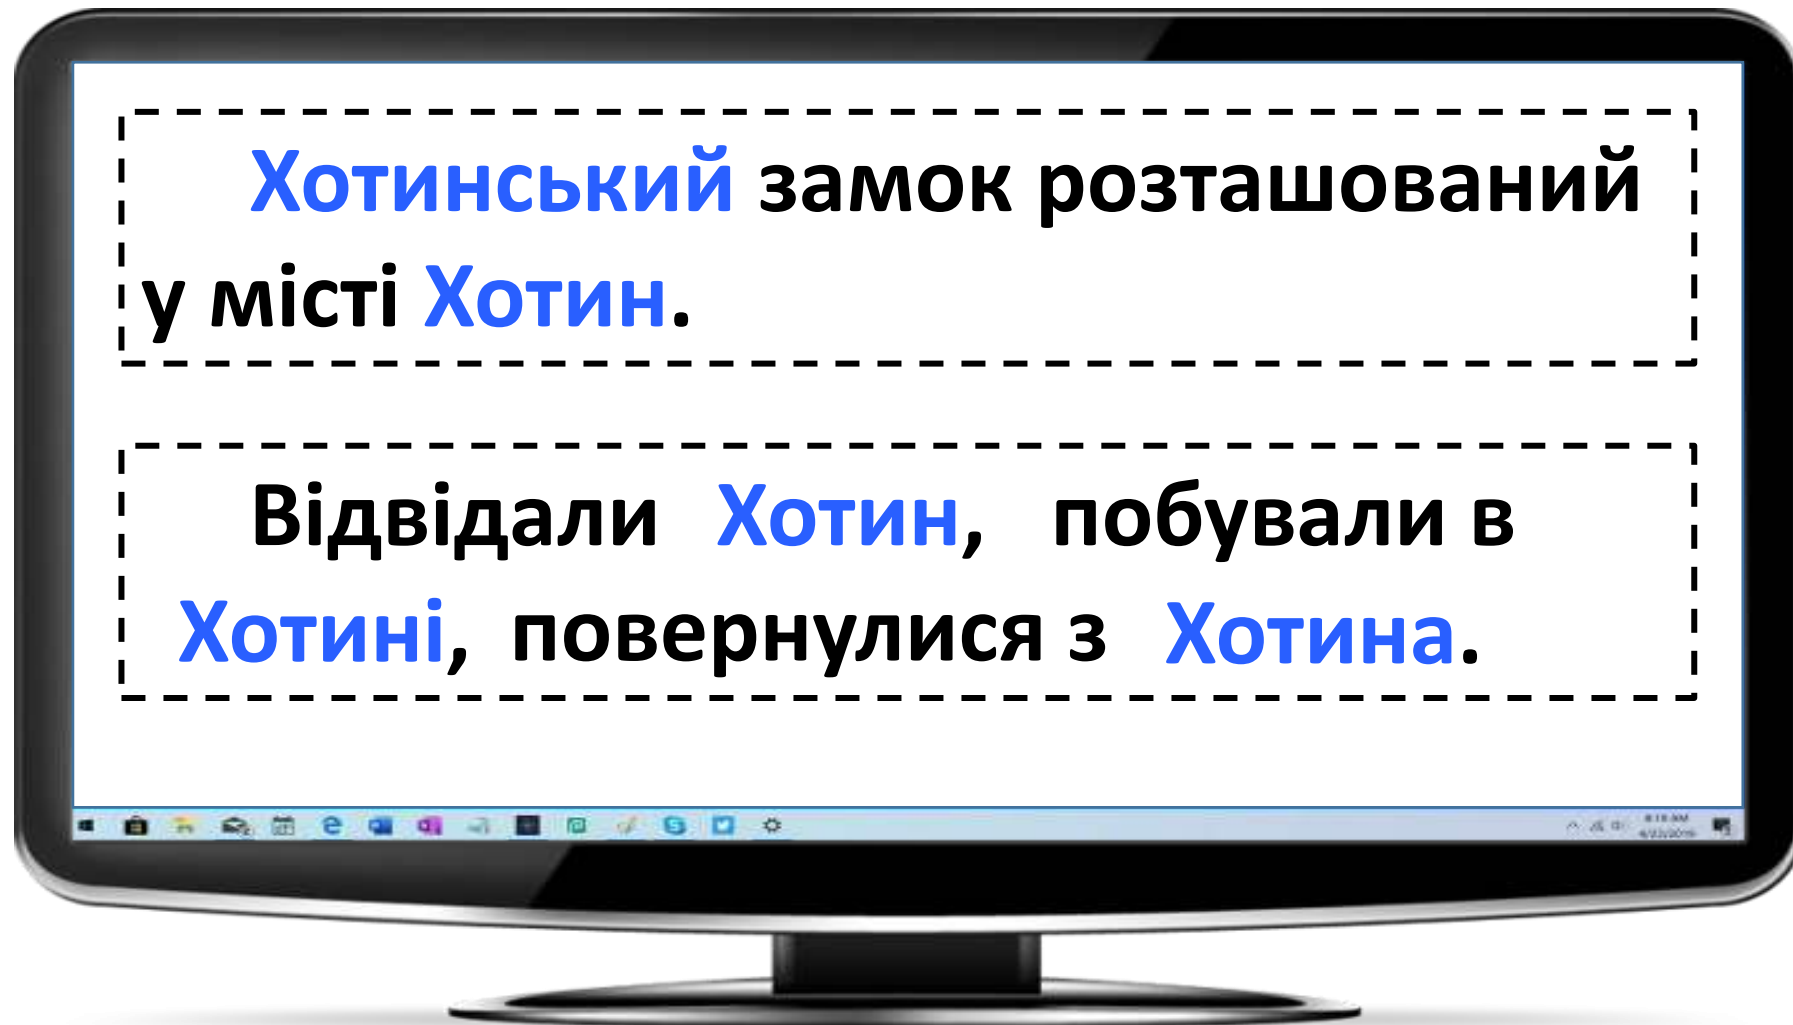 Хотинський замок розташований
у місті Хотин.
Відвідали Хотин, побували в
Хотині, повернулися з Хотина.